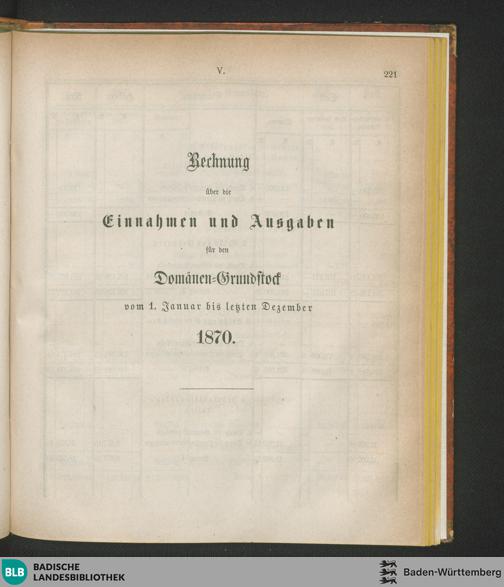 V.
221
Rechnung
über die
Einnahmen und Ausgaben
für den
Domänen=Grundstock
vom 1. Januar bis letzten Dezember
1870.
BLB
BADISCHE
LANDESBIBLIOTHEK
Baden-Württemberg